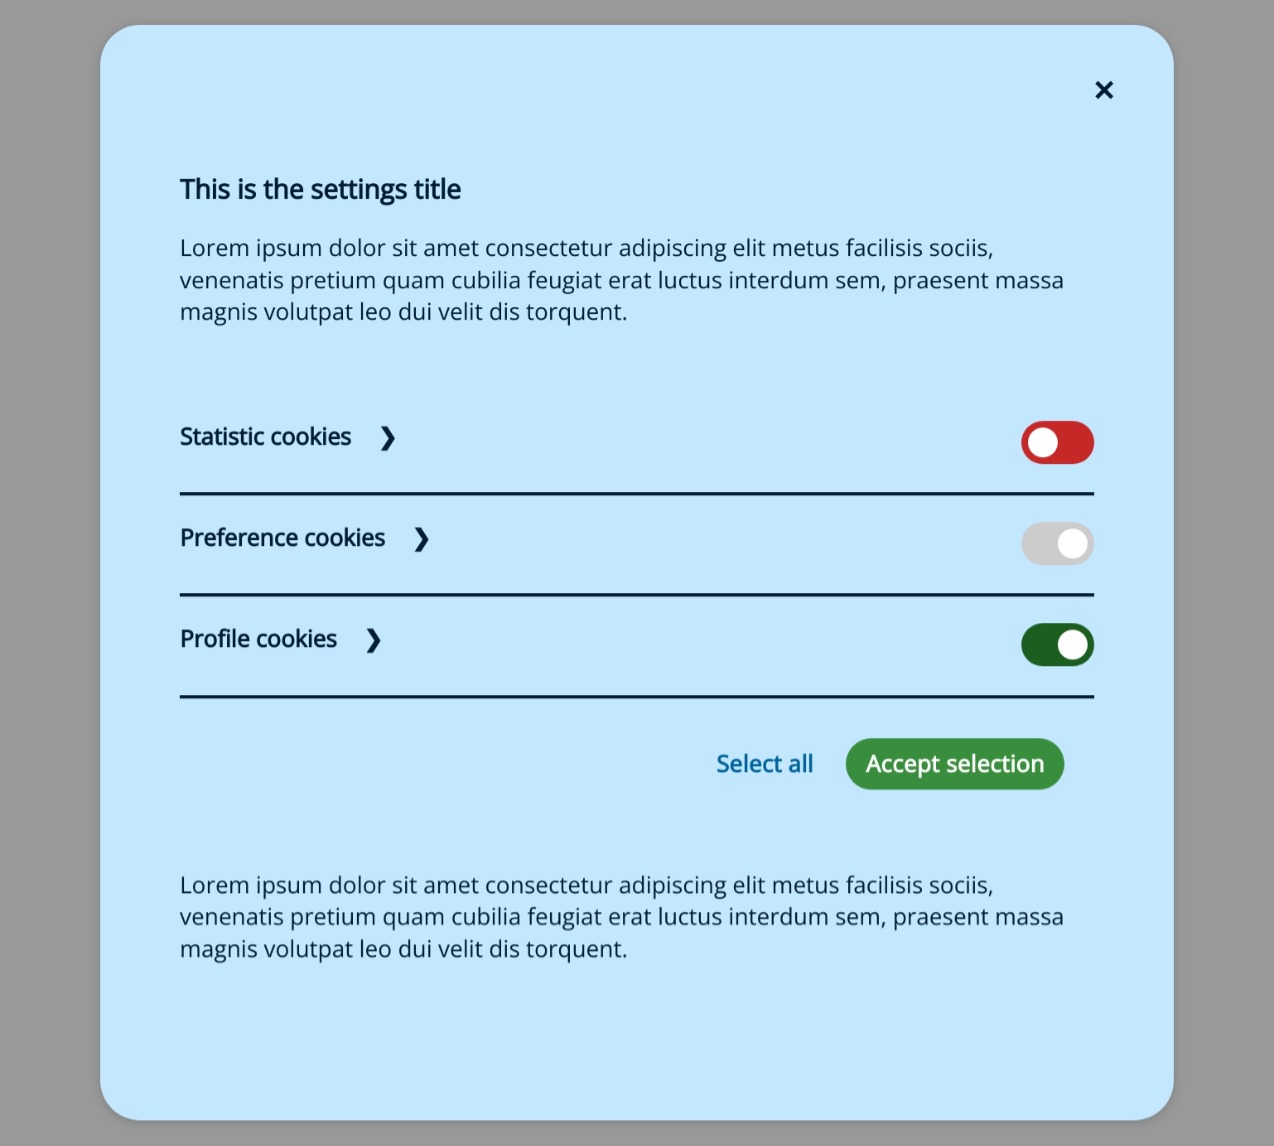 This is the settings title
Lorem ipsum dolor sit amet consectetur adipiscing elit metus facilisis sociis,
venenatis pretium quam cubilia feugiat erat luctus interdum sem, praesent massa
magnis volutpat leo dui velit dis torquent.
Statistic cookies
Preference cookies
Profile cookies
Select all Accept selection
Lorem ipsum dolor sit amet consectetur adipiscing elit metus facilisis sociis,
venenatis pretium quam cubilia feugiat erat luctus interdum sem, praesent massa
magnis volutpat leo dui velit dis torquent.